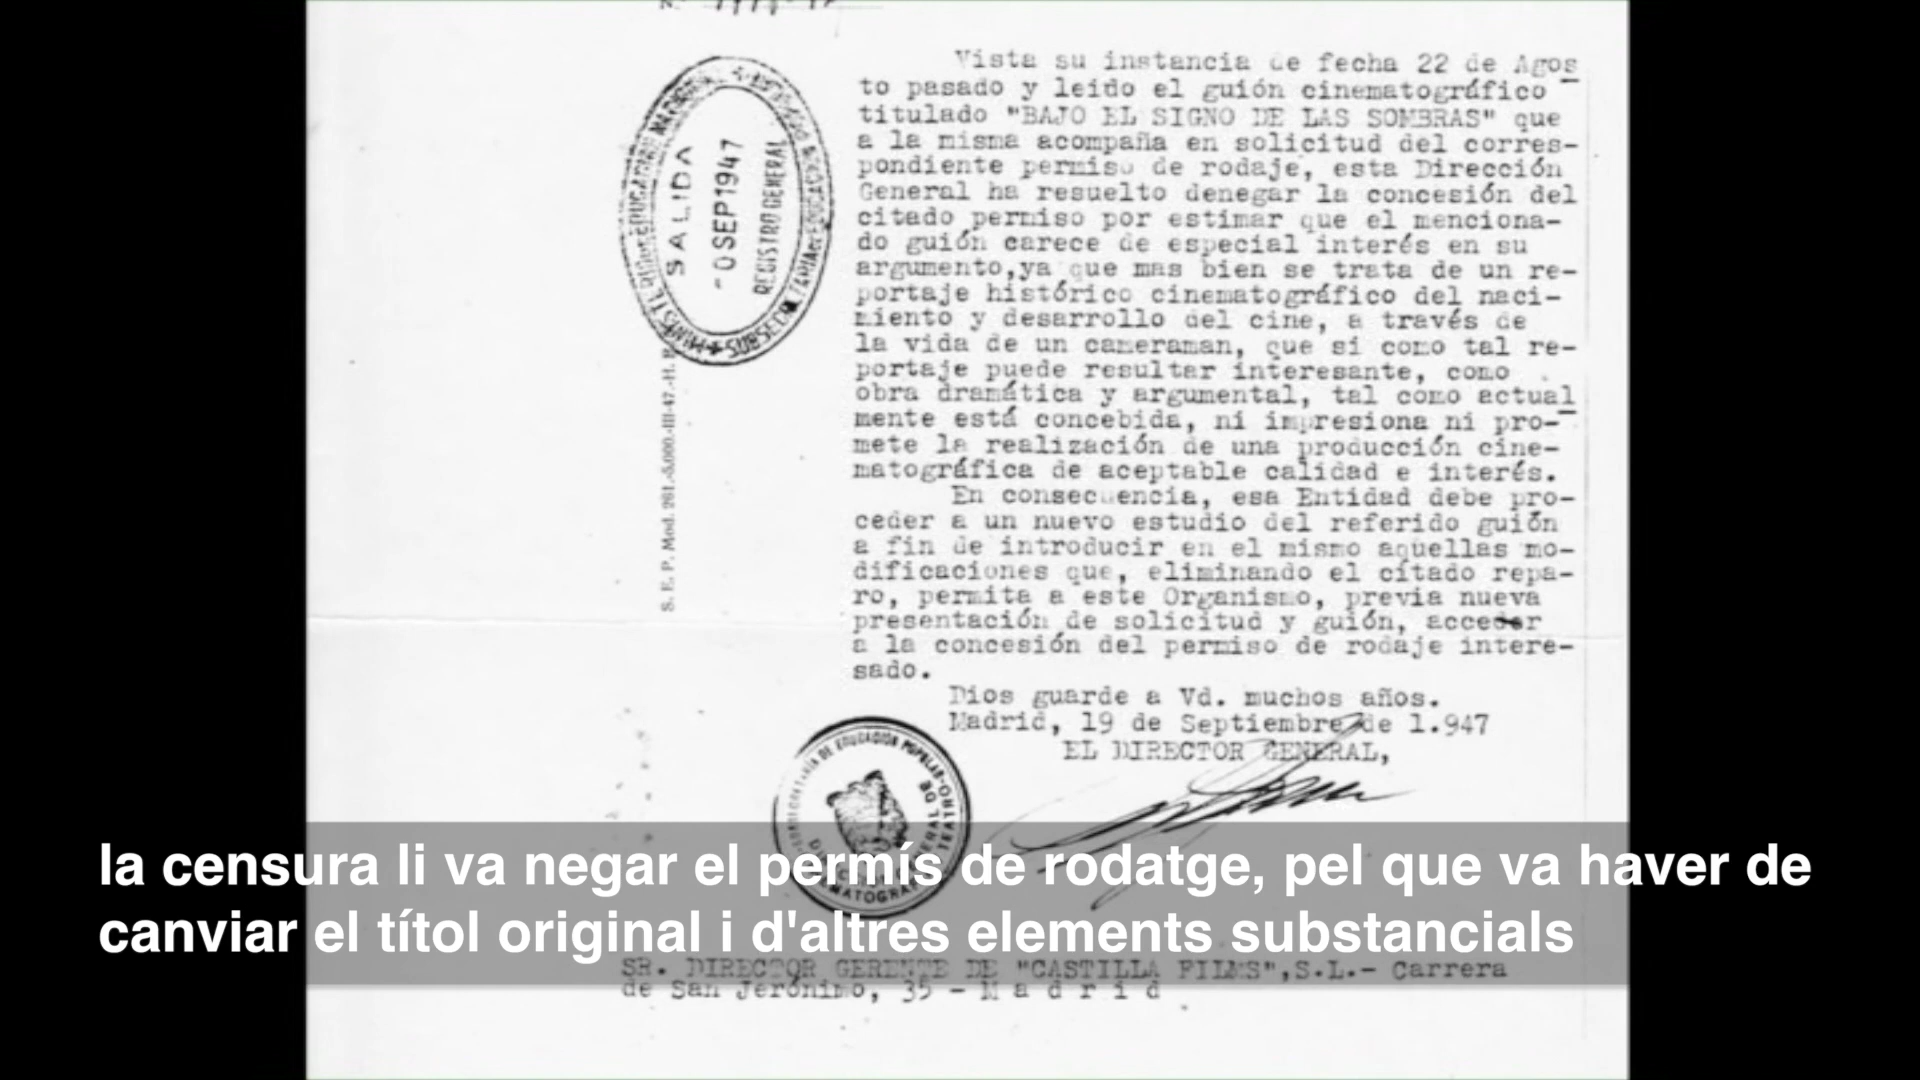 Vista su instancia de fecha 22 de Agos
to pasado y leido el guión cinematográfico
titulado "BAJO EL SIGNO DE LAS SOMBRAS" que
a la misma acompaña en solicitud del corres-
pondiente permiso de rodaje, esta Dirección
General ha resuelto denegar la concesión del
citado permiso por estimar que el menciona-
do guión carece de especial interés en su
argumento,ya que mas bien se trata de un re-
portaje histórico cinematográfico del naci-
miento y desarrollo del cine, a través de
la vida de un cameraman, que si como tal re-
portaje puede resultar interesante, como
obra dramática y argumental, tal como actual
mente está concebida, ni impresiona ni pro-
mete la realización de una producción cine-
matográfica de aceptable calidad e interés.
En consecuencia, esa Entidad debe pro-
ceder a un nuevo estudio del referido guión
a fin de introducir en el mismo aquellas mo-
dificaciones que, eliminando el citado repa-
ro, permita a este Organismo, previa nueva
presentación de solicitud y guión, acceder
a la concesión del permiso de rodaje intere-
sado.
Dios guarde a Vd. muchos años.
Madrid, 19 de Septiembre de 1.947
EL DIRECTOR GENERAL,
SALIDA
SEP1947
REGISTRO GENERAL
S. E. P. Mod. 261.-5.000.-III-47.-H.
DE EDUCACION POPULAR
la censura li va negar el permís de rodatge, pel que va haver de
canviar el títol original i d'altres elements substancials
SR. DIRECTOR GERENTE DE "CASTILLA FILMS",S.L.- Carrera
de San Jerónimo, 35 - M a d r i d